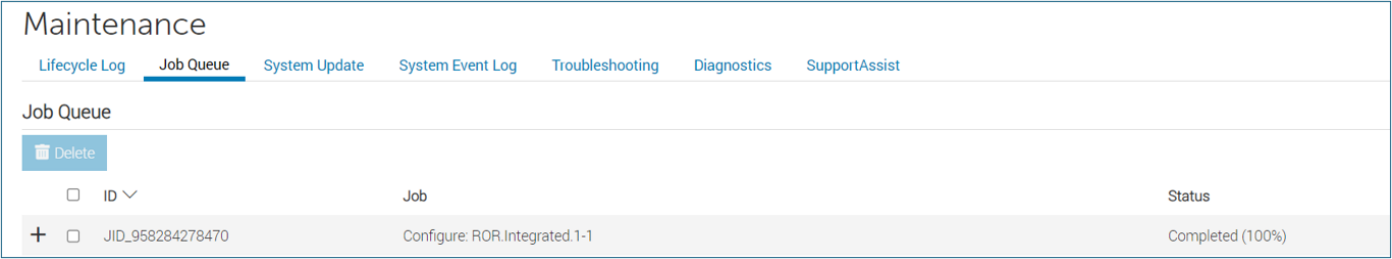 Maintenance
Lifecycle Log Job Queue System Update System Event Log Troubleshooting Diagnostics SupportAssist
Job Queue
Delete
ID Job Status
JID_958284278470 Configure: ROR.Integrated.1-1 Completed (100%)